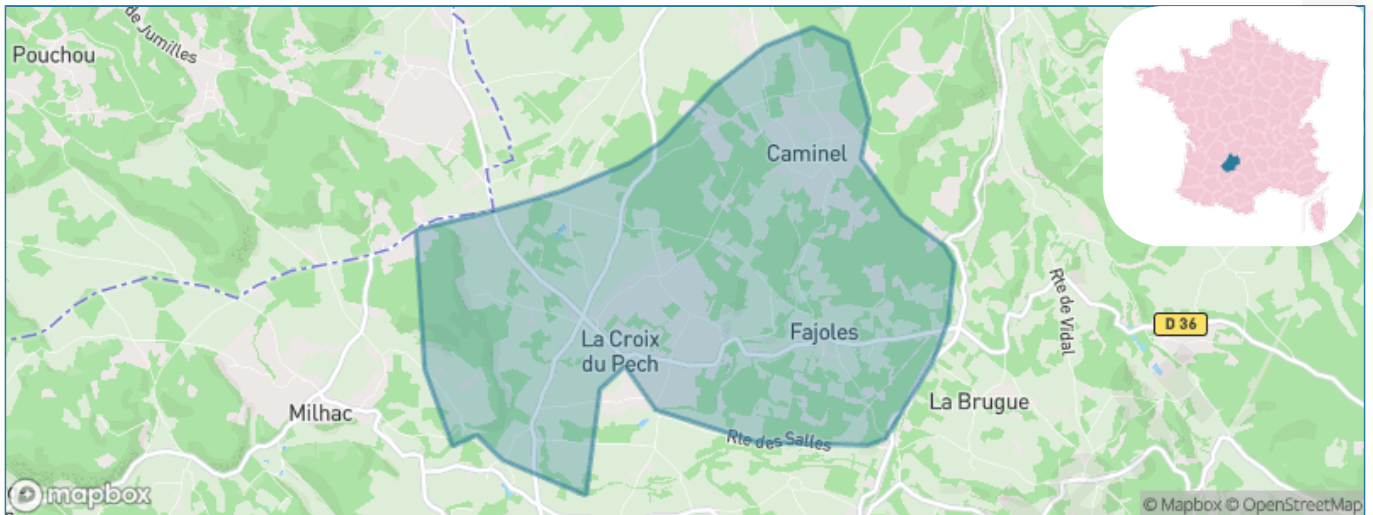 de Jumilles
Pouchou
Caminel
La Croix
du Pech
Fajoles
Rte de Vidal
D 36
Milhac
La Brugue
Rte des Salles
mapbox
© Mapbox © OpenStreetMap